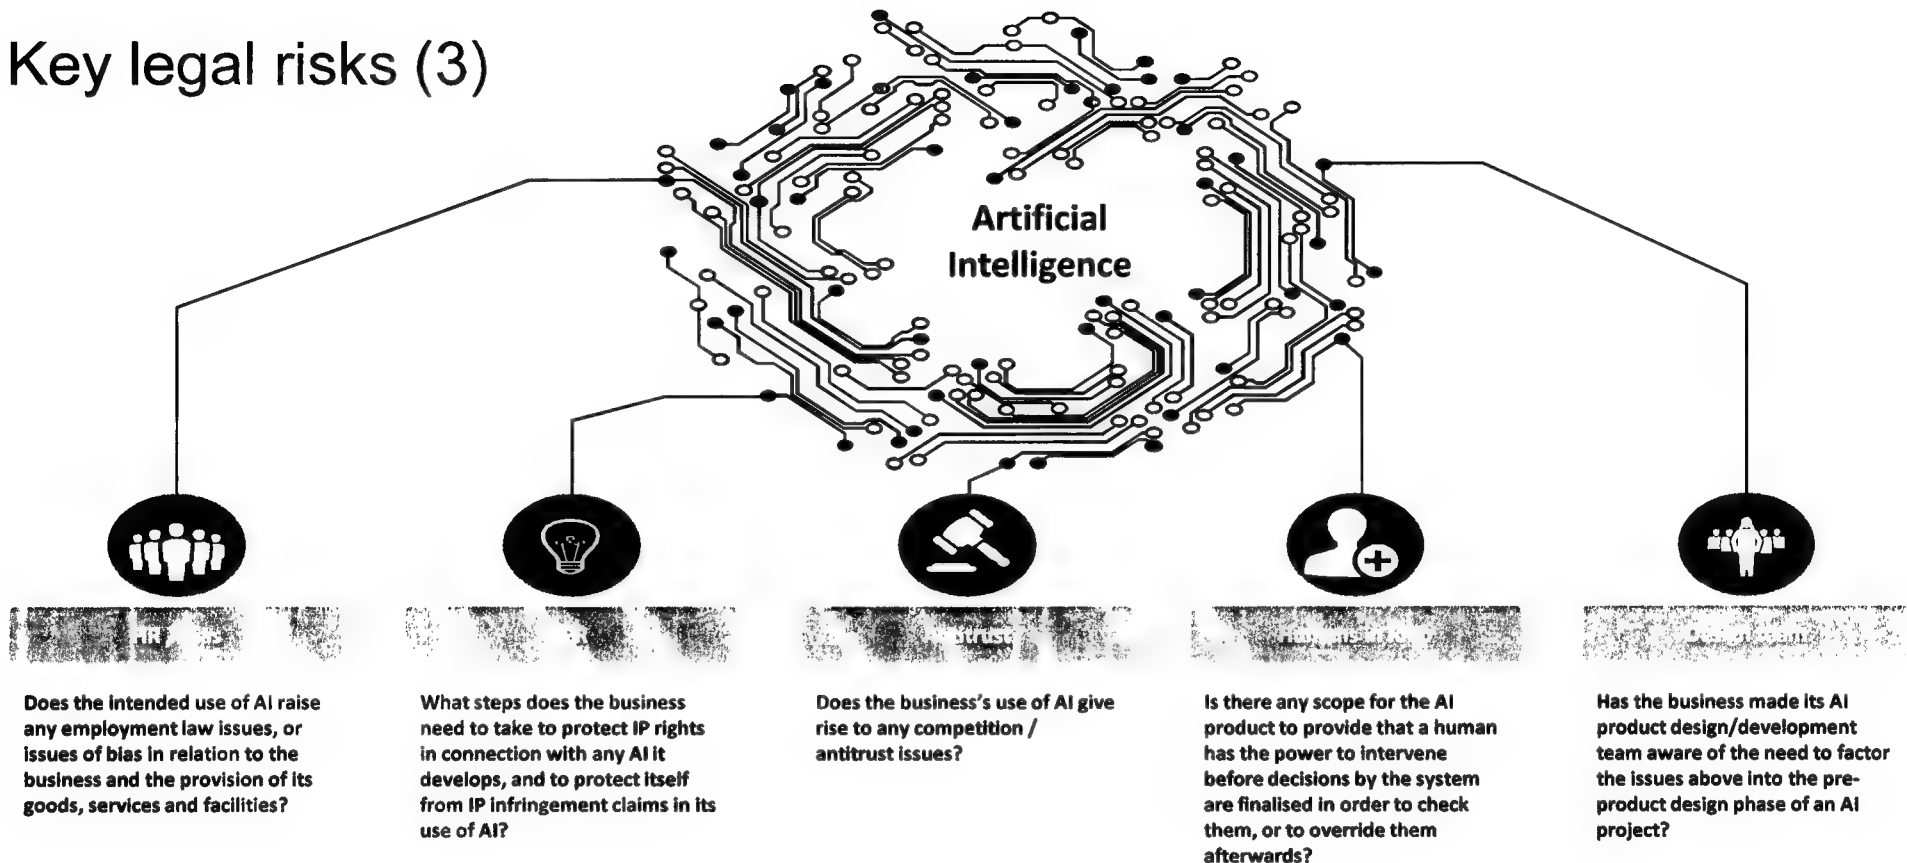 Key legal risks (3)
Artificial
Intelligence
HR
Antitrust
Does the intended use of AI raise
any employment law issues, or
issues of bias in relation to the
business and the provision of its
goods, services and facilities?
What steps does the business
need to take to protect IP rights
in connection with any AI it
develops, and to protect itself
from IP infringement claims in its
use of AI?
Does the business's use of AI give
rise to any competition /
antitrust issues?
Is there any scope for the AI
product to provide that a human
has the power to intervene
before decisions by the system
are finalised in order to check
them, or to override them
afterwards?
Has the business made its AI
product design/development
team aware of the need to factor
the issues above into the pre-
product design phase of an AI
project?